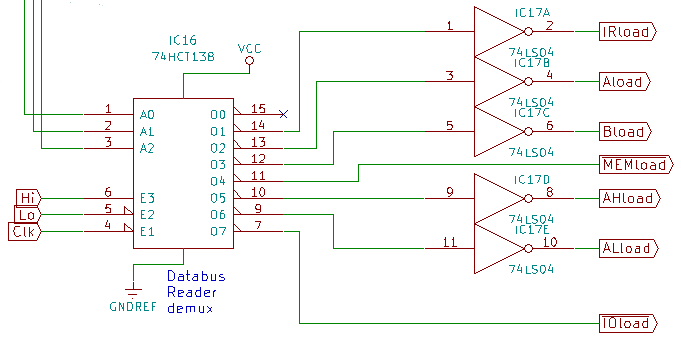 IC17A
1
2
IRload
74LS04
IC16
74HCT138
VCC
IC17B
3
4
Aload
74LS04
IC17C
5
6
Bload
74LS04
1
A0
O0
15
2
A1
O1
14
3
A2
O2
13
O3
12
O4
11
MEMload
Hi
6
E3
O5
10
Lo
5
E2
O6
9
Clk
4
E1
O7
7
IC17D
9
8
AHload
74LS04
IC17E
11
10
ALload
74LS04
Databus
Reader
demux
GNDREF
IOload